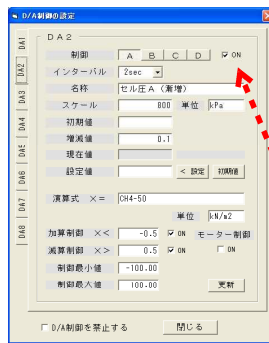 D/A制御の設定
DA1
DA2
DA3
DA4
DA5
DA6
DA7
DA8
DA2
制御 A B C D ON
インターバル 2sec
名称 セル圧A（漸増）
スケール 800 単位 kPa
初期値
増減値 0.1
現在値
設定値 < 設定 初期値
演算式 X= CH4-50
単位 kN/m2
加算制御 X< -0.5 ON モーター制御
減算制御 X> 0.5 ON ON
制御最小値 -100.00
制御最大値 100.00 更新
D/A制御を禁止する 閉じる